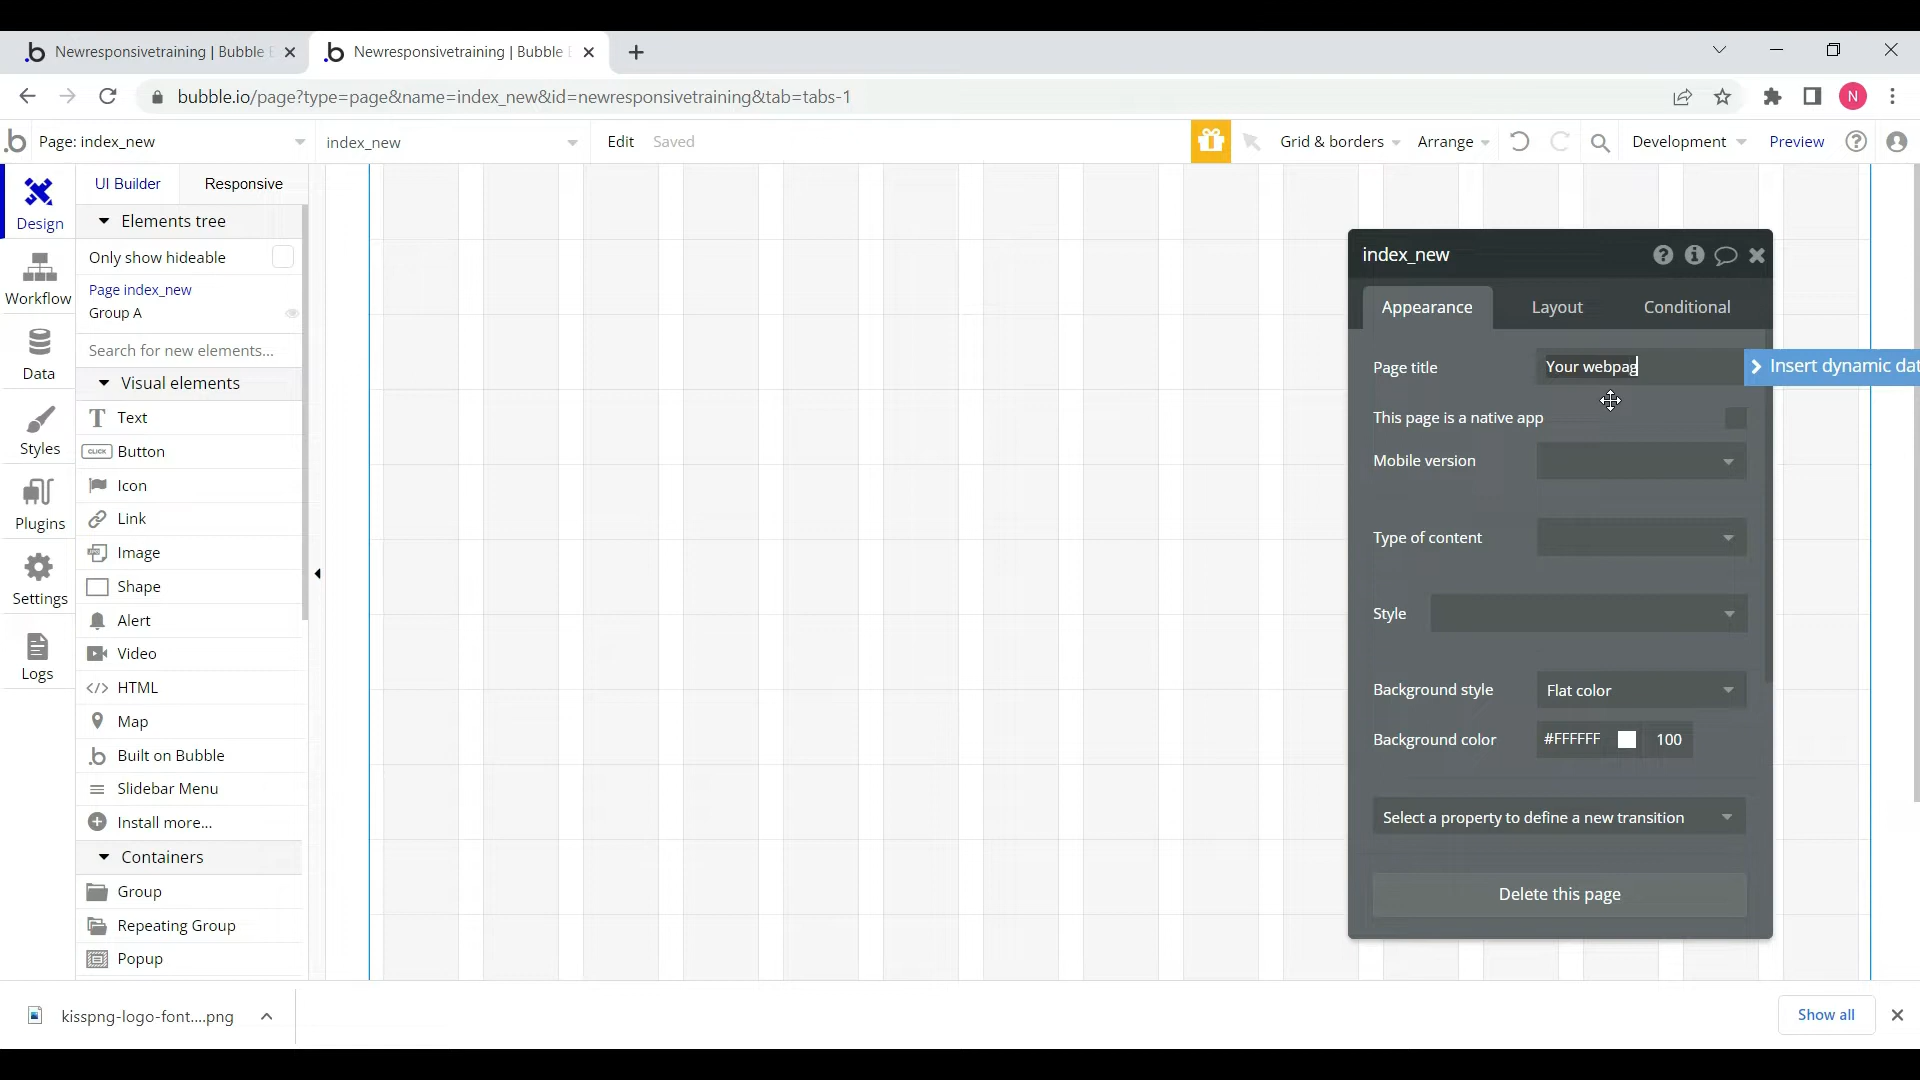 Newresponsivetraining | Bubble E
Newresponsivetraining | Bubble E
bubble.io/page?type=page&name=index_new&id=newresponsivetraining&tab=tabs-1
N
Page: index_new
index_new
Edit
Saved
Grid & borders
Arrange
Development
Preview
Design
Workflow
Data
Styles
Plugins
Settings
Logs
UI Builder
Responsive
Elements tree
Only show hideable
Page index_new
Group A
Search for new elements...
Visual elements
Text
CLICK Button
Icon
Link
Image
Shape
Alert
Video
</> HTML
Map
Built on Bubble
Slidebar Menu
Install more...
Containers
Group
Repeating Group
Popup
index_new
Appearance
Layout
Conditional
Page title
Your webpag
Insert dynamic dat
This page is a native app
Mobile version
Type of content
Style
Background style
Flat color
Background color
#FFFFFF
100
Select a property to define a new transition
Delete this page
kisspng-logo-font....png
Show all